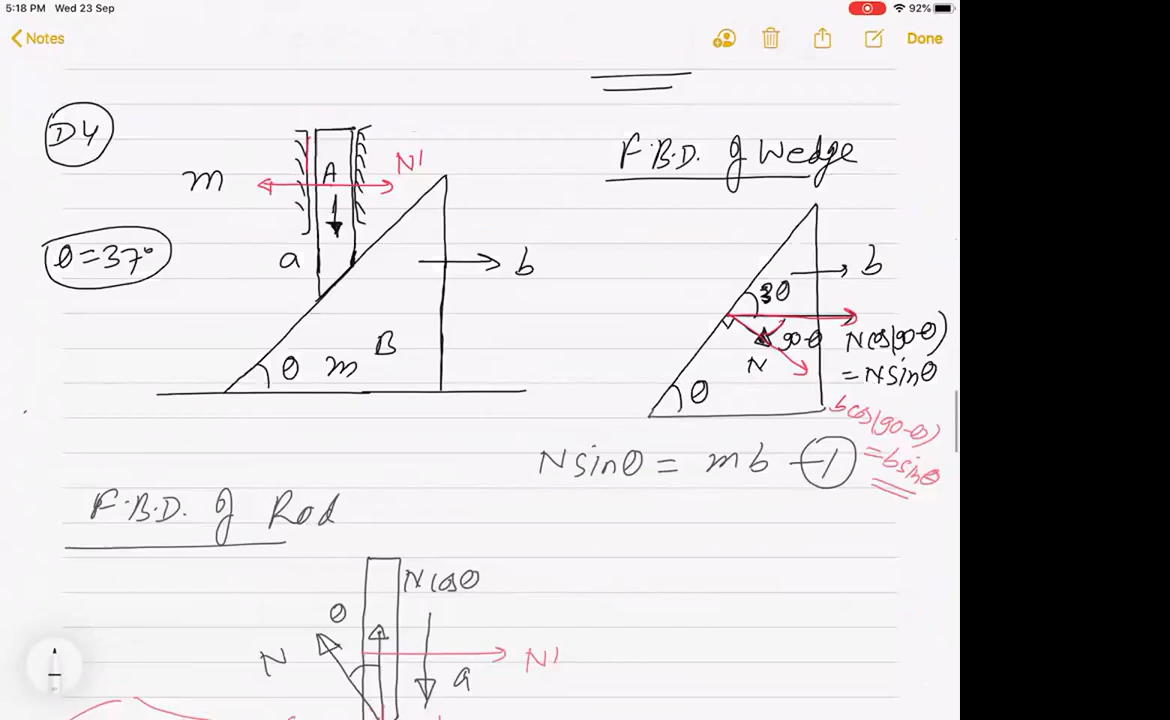 5:18 PM Wed 23 Sep
92%
Notes
Done
D4
F.B.D. of Wedge
m
A
N'
θ = 37°
a
b
b
θ
90-θ
N cos(90-θ)
= N sinθ
N
θ m B
θ
b cos(90-θ)
= b sinθ
N sinθ = mb — 1
F.B.D. of Rod
N cosθ
θ
N
N'
a